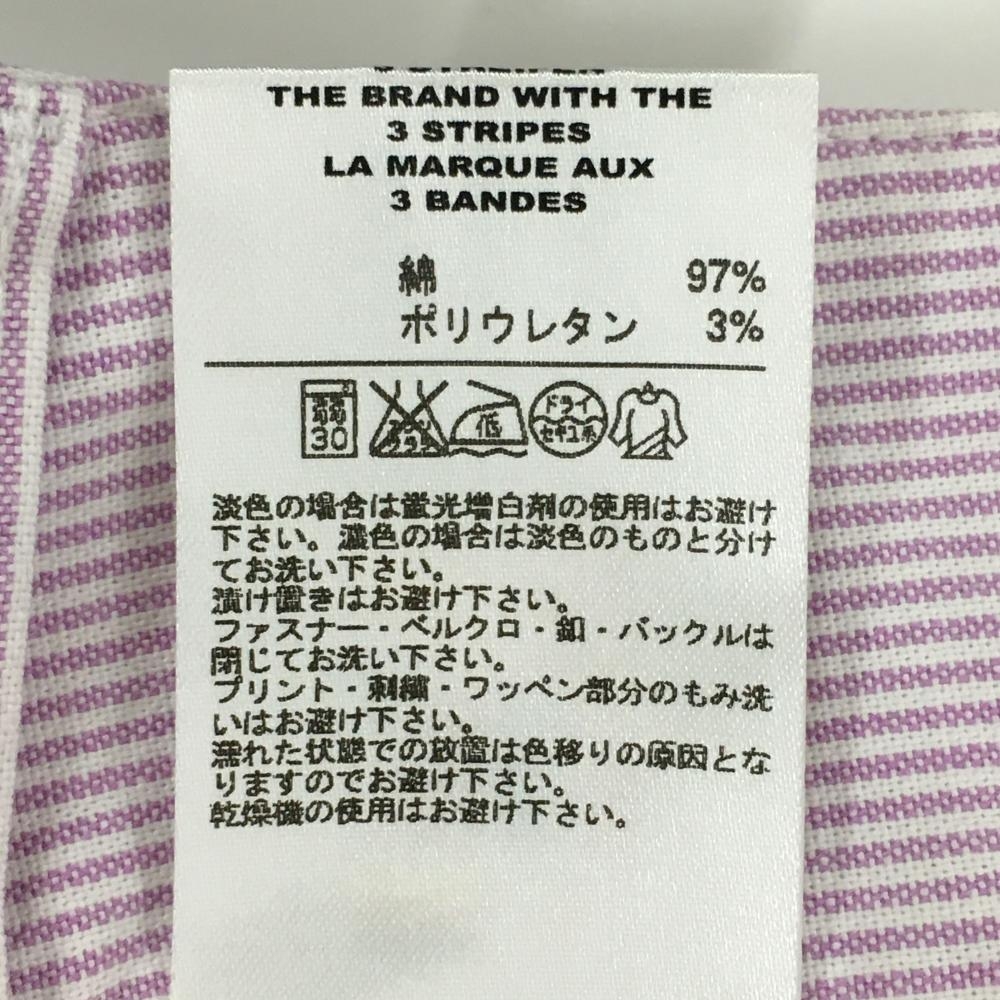 THE BRAND WITH THE
3 STRIPES
LA MARQUE AUX
3 BANDES
綿 97%
ポリウレタン 3%
弱 30 低 ドライ セキユ系
淡色の場合は蛍光増白剤の使用はお避け
下さい。濃色の場合は淡色のものと分け
てお洗い下さい。
漬け置きはお避け下さい。
ファスナー・ベルクロ・釦・バックルは
閉じてお洗い下さい。
プリント・刺繍・ワッペン部分のもみ洗
いはお避け下さい。
濡れた状態での放置は色移りの原因とな
りますのでお避け下さい。
乾燥機の使用はお避け下さい。